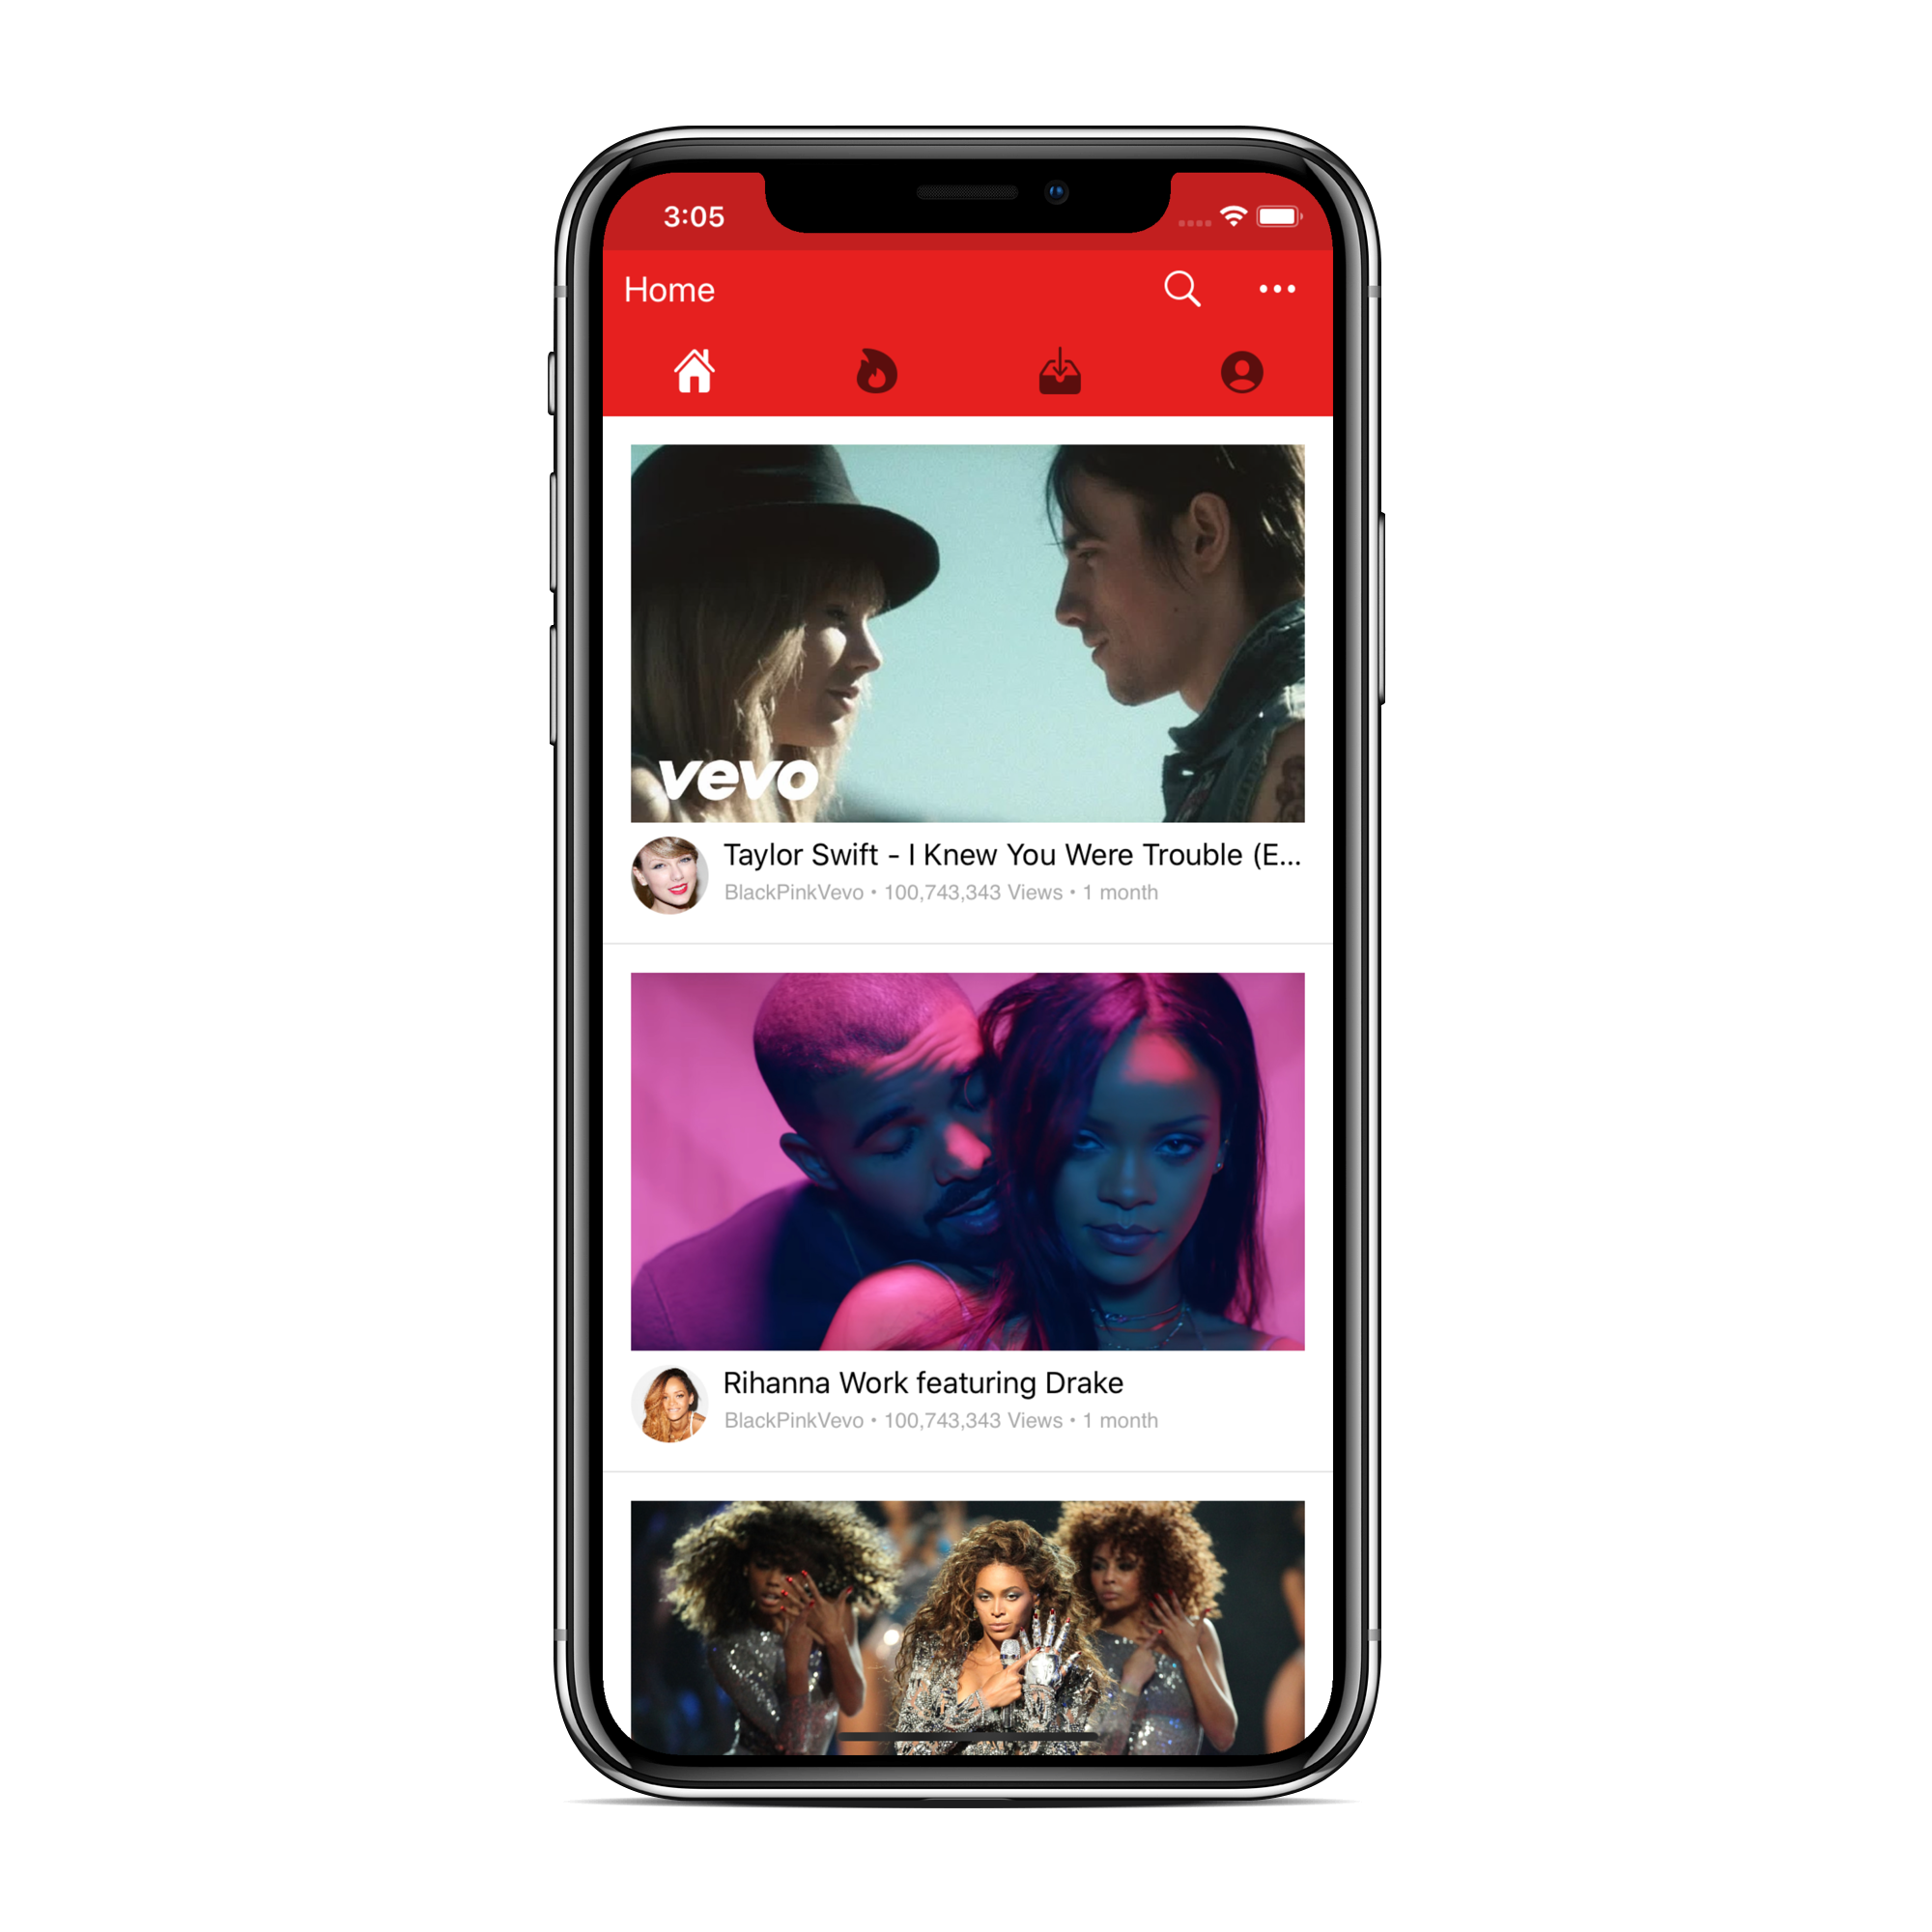 3:05
Home
vevo
Taylor Swift - I Knew You Were Trouble (E...
BlackPinkVevo • 100,743,343 Views • 1 month
Rihanna Work featuring Drake
BlackPinkVevo • 100,743,343 Views • 1 month